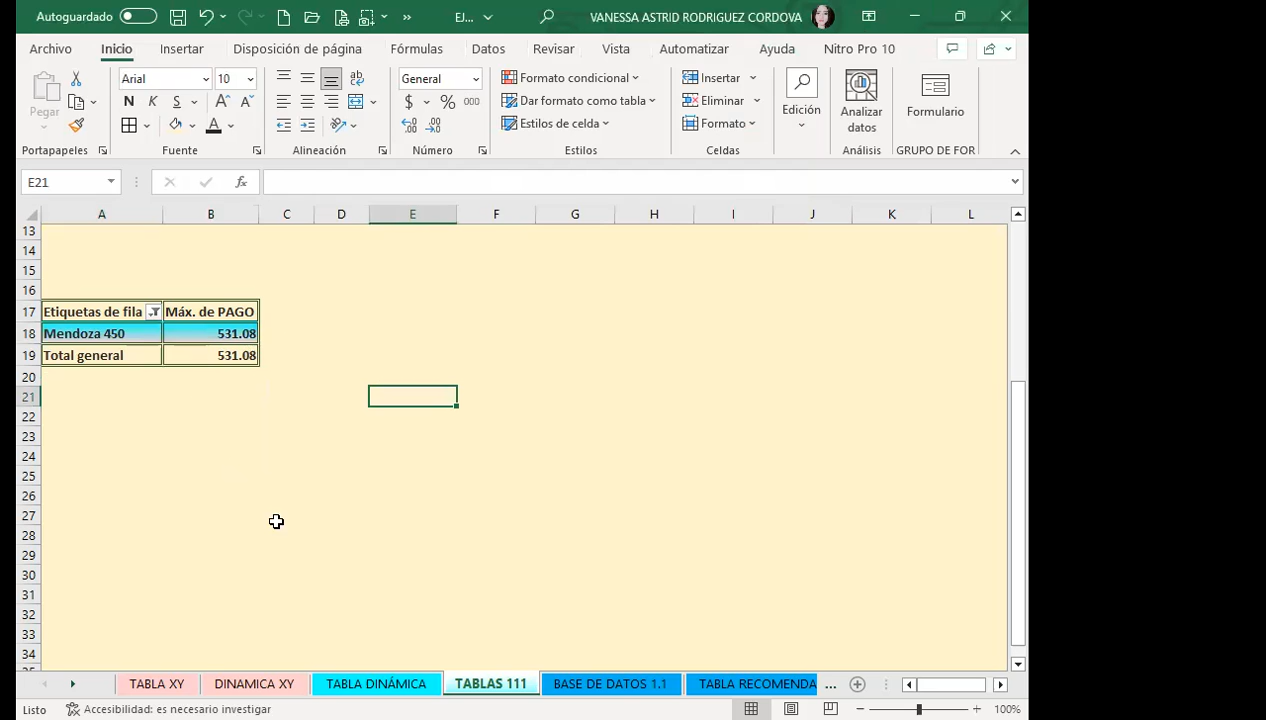 Autoguardado
EJ...
VANESSA ASTRID RODRIGUEZ CORDOVA
Archivo Inicio Insertar Disposición de página Fórmulas Datos Revisar Vista Automatizar Ayuda Nitro Pro 10
Pegar
Portapapeles
Arial 10
N K S
Fuente
Alineación
General
$ % 000
Número
Formato condicional
Dar formato como tabla
Estilos de celda
Estilos
Insertar
Eliminar
Formato
Celdas
Edición
Analizar
datos
Análisis
Formulario
GRUPO DE FOR
E21
fx
A B C D E F G H I J K L
13
14
15
16
17 Etiquetas de fila Máx. de PAGO
18 Mendoza 450 531.08
19 Total general 531.08
20
21
22
23
24
25
26
27
28
29
30
31
32
33
34
TABLA XY DINAMICA XY TABLA DINÁMICA TABLAS 111 BASE DE DATOS 1.1 TABLA RECOMENDA ...
Listo Accesibilidad: es necesario investigar 100%